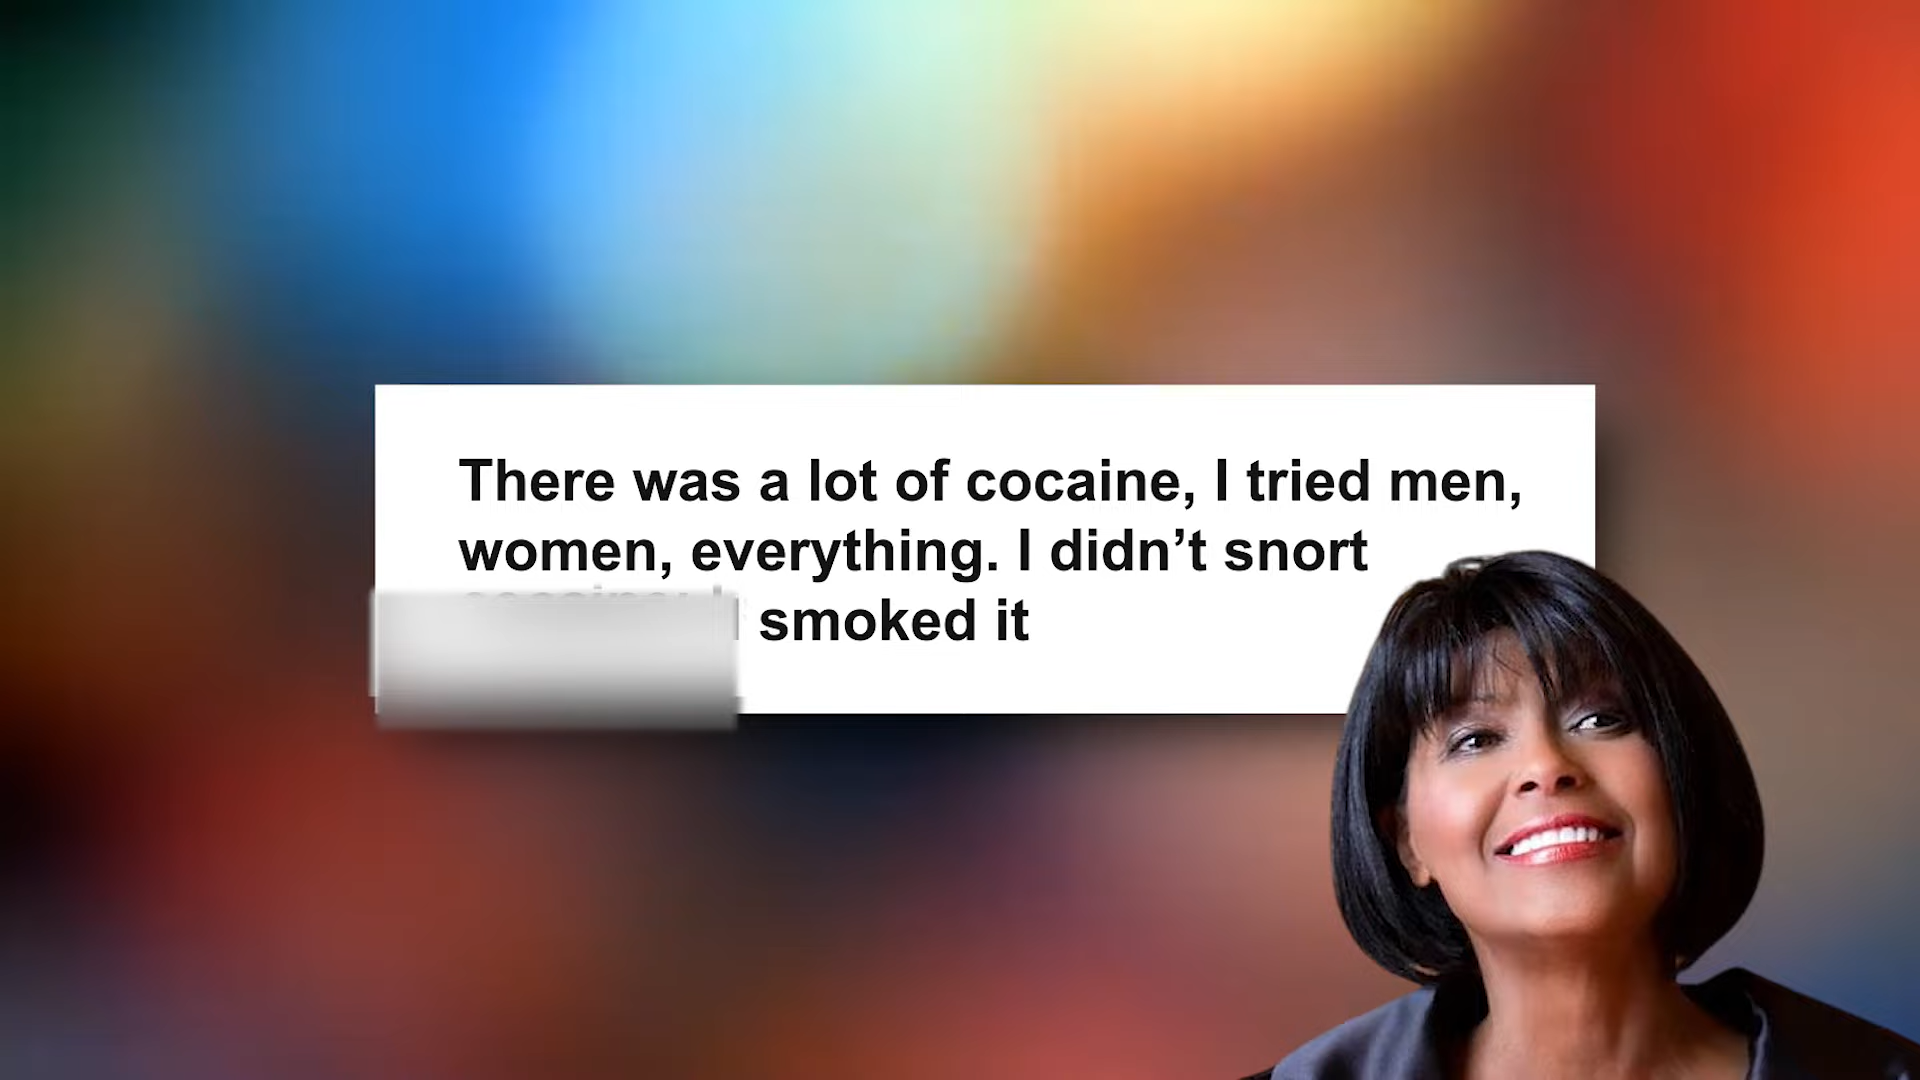 There was a lot of cocaine, I tried men,
women, everything. I didn’t snort
smoked it